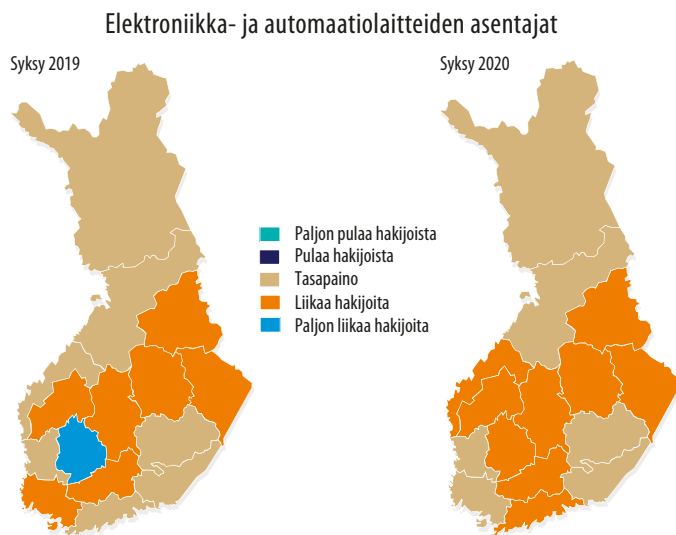 Elektroniikka- ja automaatiolaitteiden asentajat
Syksy 2019
Syksy 2020
Paljon pulaa hakijoista
Pulaa hakijoista
Tasapaino
Liikaa hakijoita
Paljon liikaa hakijoita